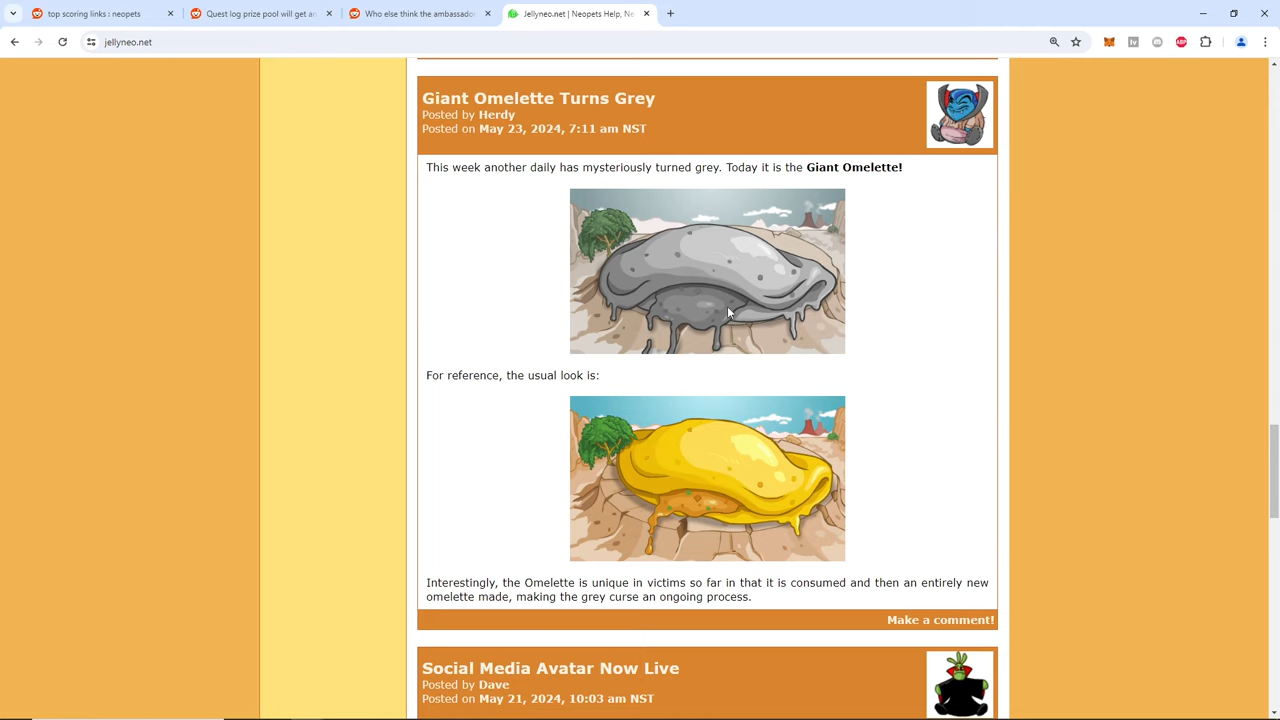 top scoring links : neopets
Quest log prize pool will get an
Who else think the ambassador
Jellyneo.net | Neopets Help, Ne
jellyneo.net
ABP
Giant Omelette Turns Grey
Posted by Herdy
Posted on May 23, 2024, 7:11 am NST
This week another daily has mysteriously turned grey. Today it is the Giant Omelette!
For reference, the usual look is:
Interestingly, the Omelette is unique in victims so far in that it is consumed and then an entirely new
omelette made, making the grey curse an ongoing process.
Make a comment!
Social Media Avatar Now Live
Posted by Dave
Posted on May 21, 2024, 10:03 am NST